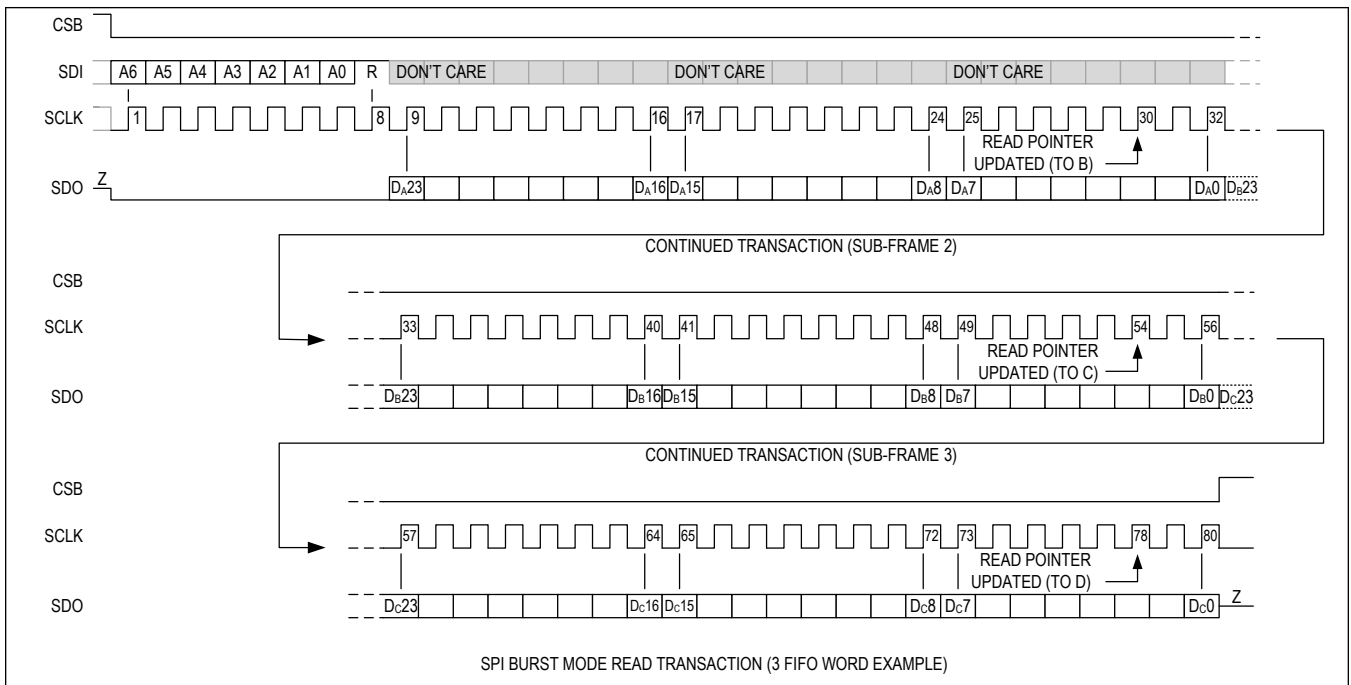 CSB
SDI A6 A5 A4 A3 A2 A1 A0 R DON'T CARE DON'T CARE DON'T CARE
SCLK 1 8 9 16 17 24 25 30 32
READ POINTER
UPDATED (TO B)
SDO Z DA23 DA16 DA15 DA8 DA7 DA0 DB23
CONTINUED TRANSACTION (SUB-FRAME 2)
CSB
SCLK 33 40 41 48 49 54 56
READ POINTER
UPDATED (TO C)
SDO DB23 DB16 DB15 DB8 DB7 DB0 DC23
CONTINUED TRANSACTION (SUB-FRAME 3)
CSB
SCLK 57 64 65 72 73 78 80
READ POINTER
UPDATED (TO D)
SDO DC23 DC16 DC15 DC8 DC7 DC0 Z
SPI BURST MODE READ TRANSACTION (3 FIFO WORD EXAMPLE)